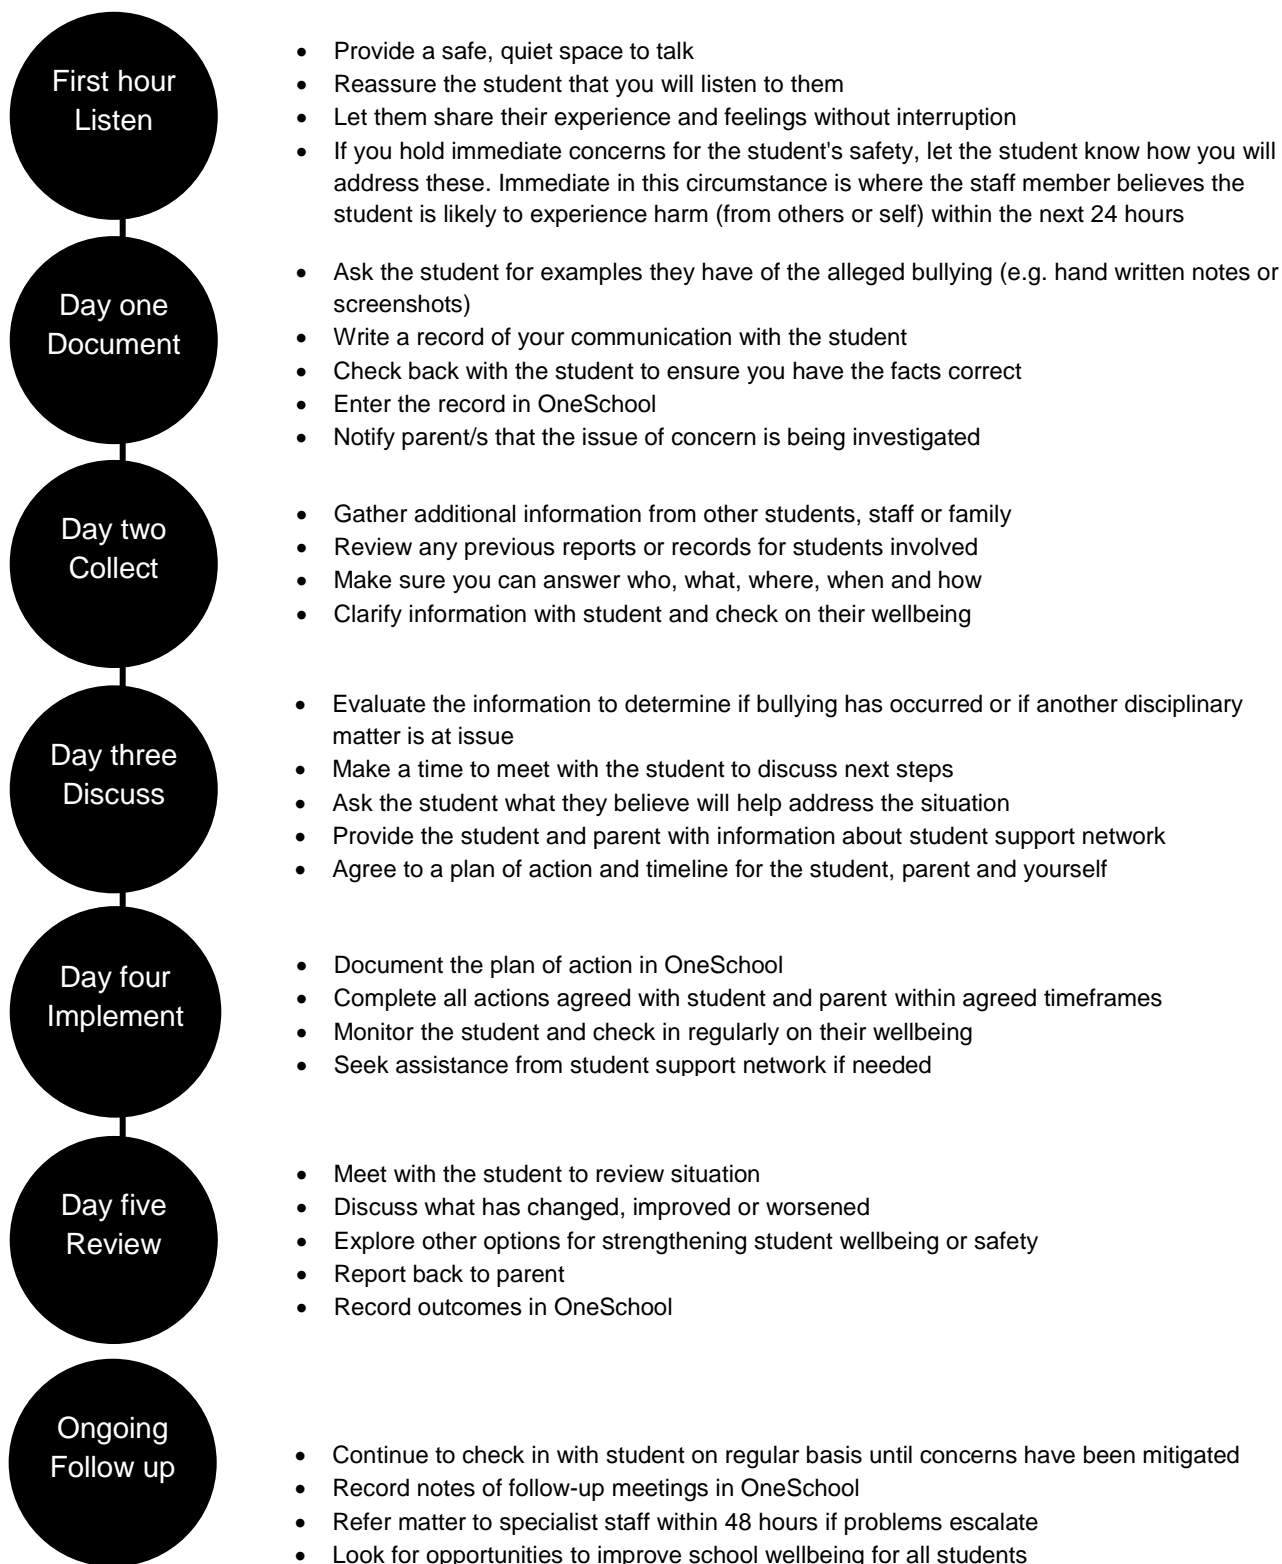 First hour
Listen
• Provide a safe, quiet space to talk
• Reassure the student that you will listen to them
• Let them share their experience and feelings without interruption
• If you hold immediate concerns for the student's safety, let the student know how you will
address these. Immediate in this circumstance is where the staff member believes the
student is likely to experience harm (from others or self) within the next 24 hours
Day one
Document
• Ask the student for examples they have of the alleged bullying (e.g. hand written notes or
screenshots)
• Write a record of your communication with the student
• Check back with the student to ensure you have the facts correct
• Enter the record in OneSchool
• Notify parent/s that the issue of concern is being investigated
Day two
Collect
• Gather additional information from other students, staff or family
• Review any previous reports or records for students involved
• Make sure you can answer who, what, where, when and how
• Clarify information with student and check on their wellbeing
Day three
Discuss
• Evaluate the information to determine if bullying has occurred or if another disciplinary
matter is at issue
• Make a time to meet with the student to discuss next steps
• Ask the student what they believe will help address the situation
• Provide the student and parent with information about student support network
• Agree to a plan of action and timeline for the student, parent and yourself
Day four
Implement
• Document the plan of action in OneSchool
• Complete all actions agreed with student and parent within agreed timeframes
• Monitor the student and check in regularly on their wellbeing
• Seek assistance from student support network if needed
Day five
Review
• Meet with the student to review situation
• Discuss what has changed, improved or worsened
• Explore other options for strengthening student wellbeing or safety
• Report back to parent
• Record outcomes in OneSchool
Ongoing
Follow up
• Continue to check in with student on regular basis until concerns have been mitigated
• Record notes of follow-up meetings in OneSchool
• Refer matter to specialist staff within 48 hours if problems escalate
• Look for opportunities to improve school wellbeing for all students